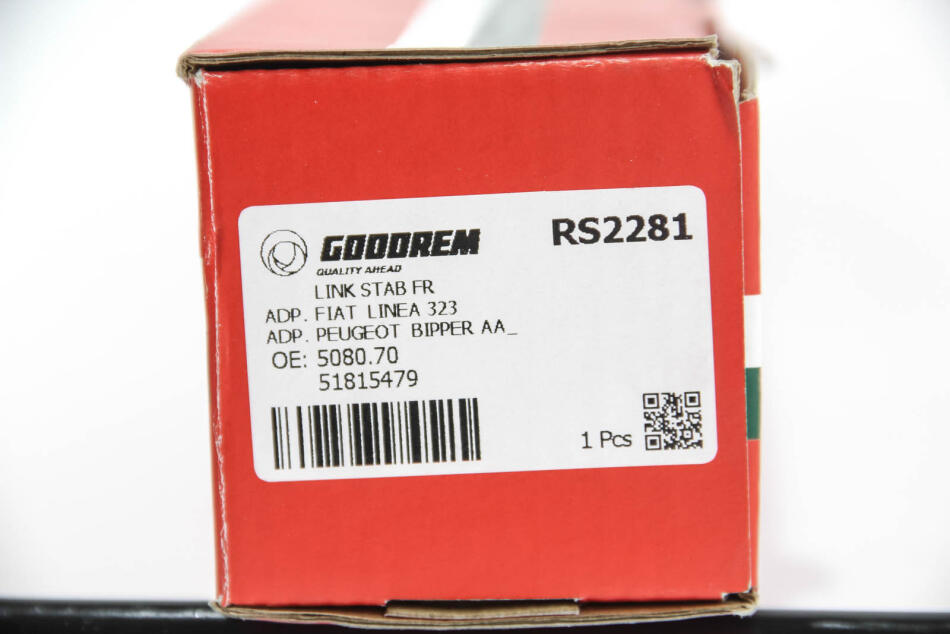 GOODREM
RS2281
QUALITY AHEAD
LINK STAB FR
ADP. FIAT LINEA 323
ADP. PEUGEOT BIPPER AA_
OE: 5080.70
51815479
1 Pcs